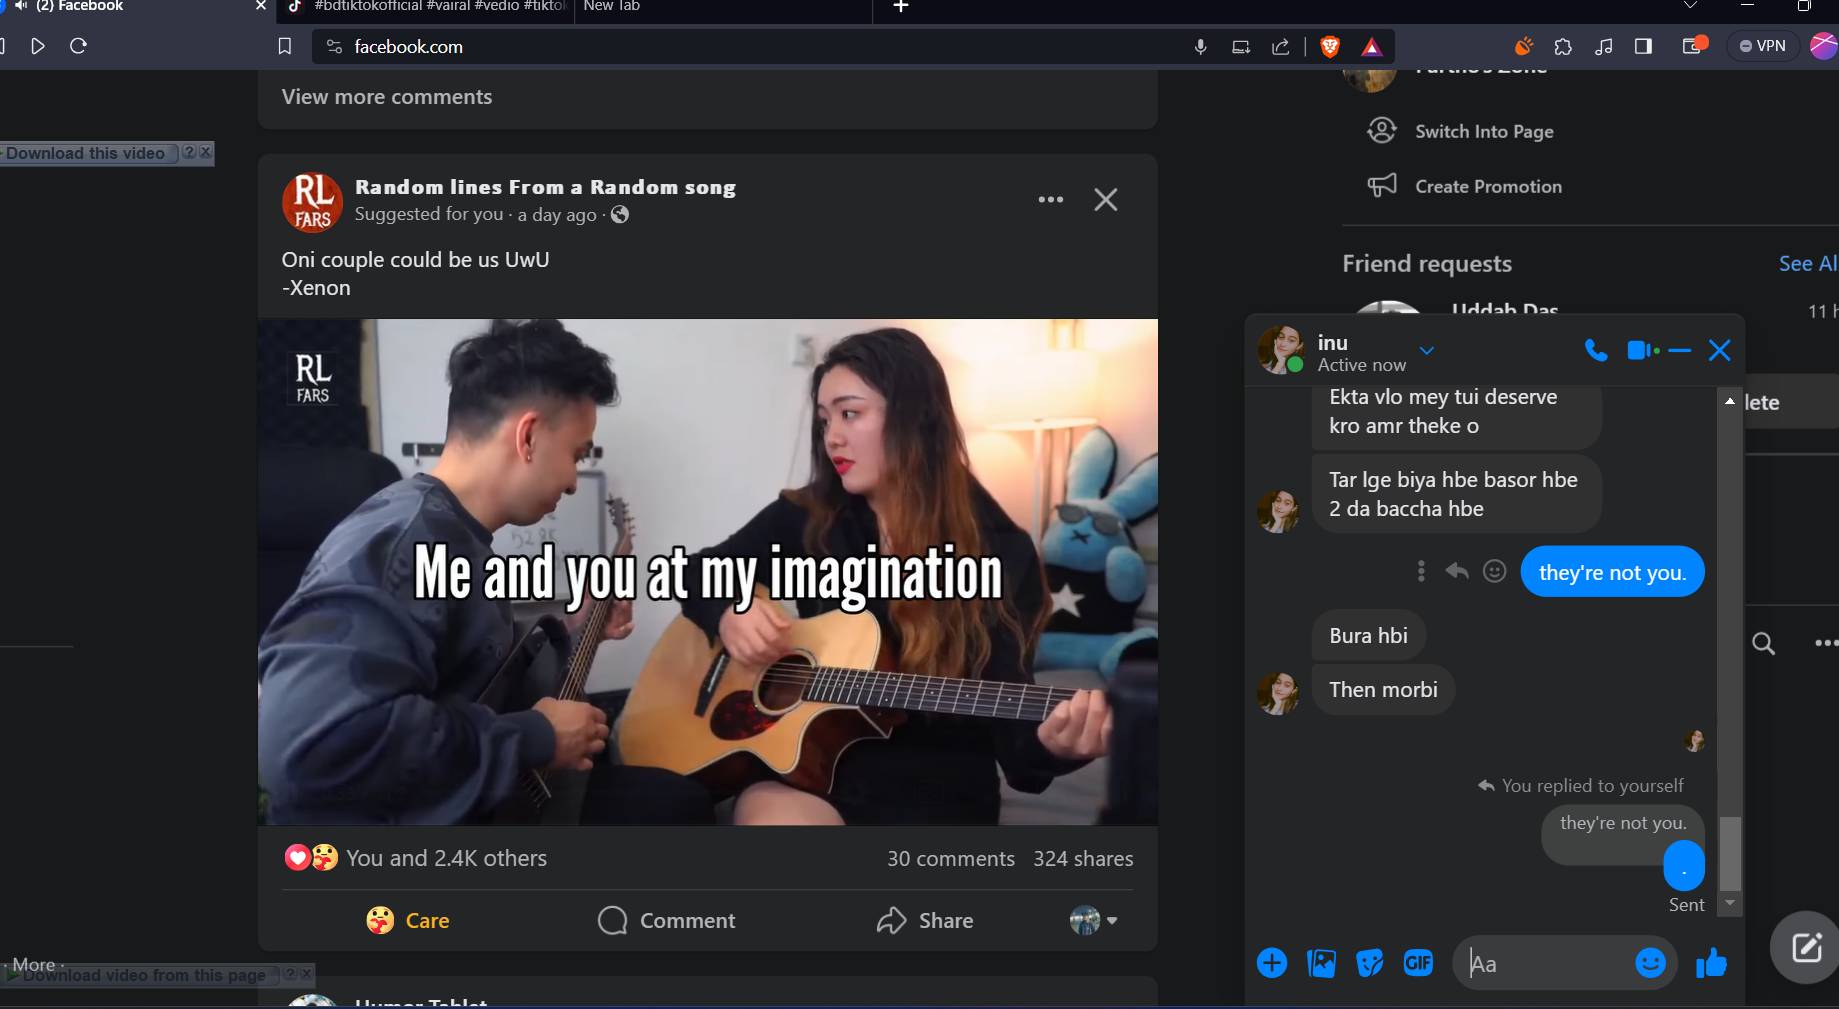 (2) Facebook
#bdtiktokofficial #vairal #vedio #tiktok
New Tab
facebook.com
VPN
View more comments
Switch Into Page
Create Promotion
Download this video
Random lines From a Random song
Suggested for you · a day ago ·
Oni couple could be us UwU
-Xenon
RL
FARS
RL
FARS
Me and you at my imagination
You and 2.4K others
30 comments 324 shares
Care
Comment
Share
· More ·
Download video from this page
Friend requests
See Al
Uddah Das
11 h
lete
inu
Active now
Ekta vlo mey tui deserve
kro amr theke o
Tar lge biya hbe basor hbe
2 da baccha hbe
they're not you.
Bura hbi
Then morbi
You replied to yourself
they're not you.
.
Sent
GIF
Aa